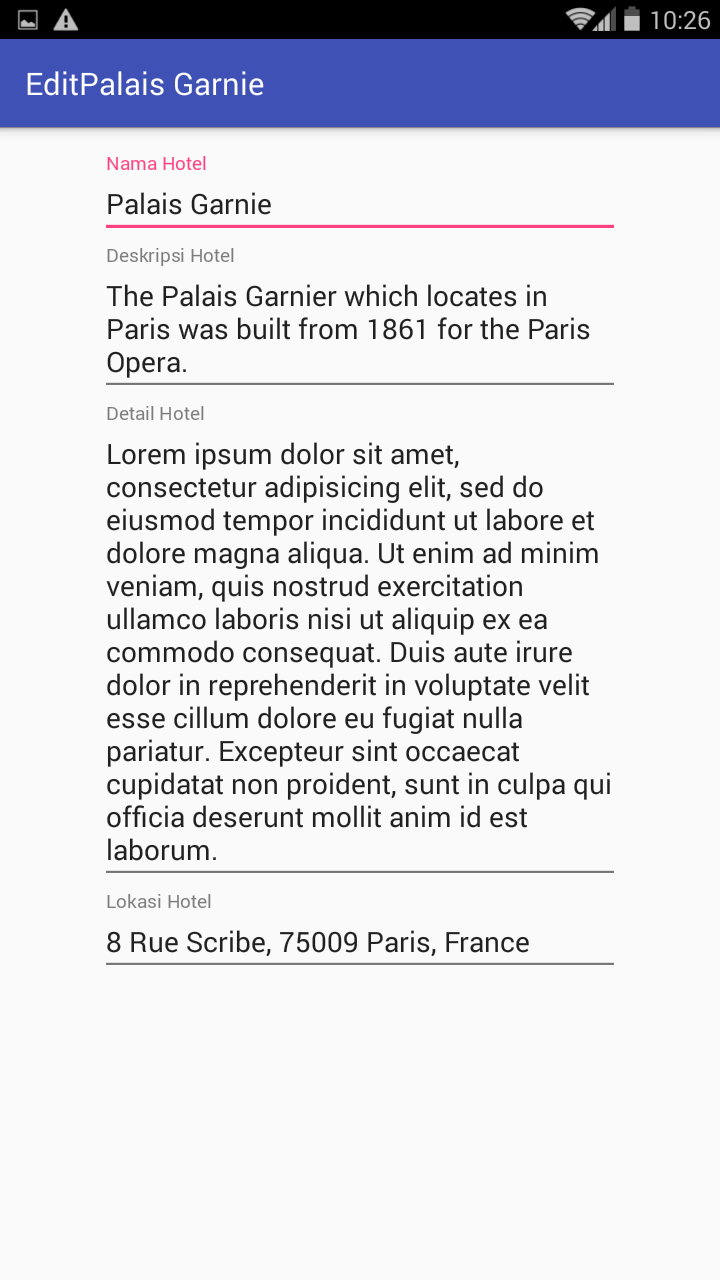 10:26
EditPalais Garnie
Nama Hotel
Palais Garnie
Deskripsi Hotel
The Palais Garnier which locates in
Paris was built from 1861 for the Paris
Opera.
Detail Hotel
Lorem ipsum dolor sit amet,
consectetur adipisicing elit, sed do
eiusmod tempor incididunt ut labore et
dolore magna aliqua. Ut enim ad minim
veniam, quis nostrud exercitation
ullamco laboris nisi ut aliquip ex ea
commodo consequat. Duis aute irure
dolor in reprehenderit in voluptate velit
esse cillum dolore eu fugiat nulla
pariatur. Excepteur sint occaecat
cupidatat non proident, sunt in culpa qui
officia deserunt mollit anim id est
laborum.
Lokasi Hotel
8 Rue Scribe, 75009 Paris, France